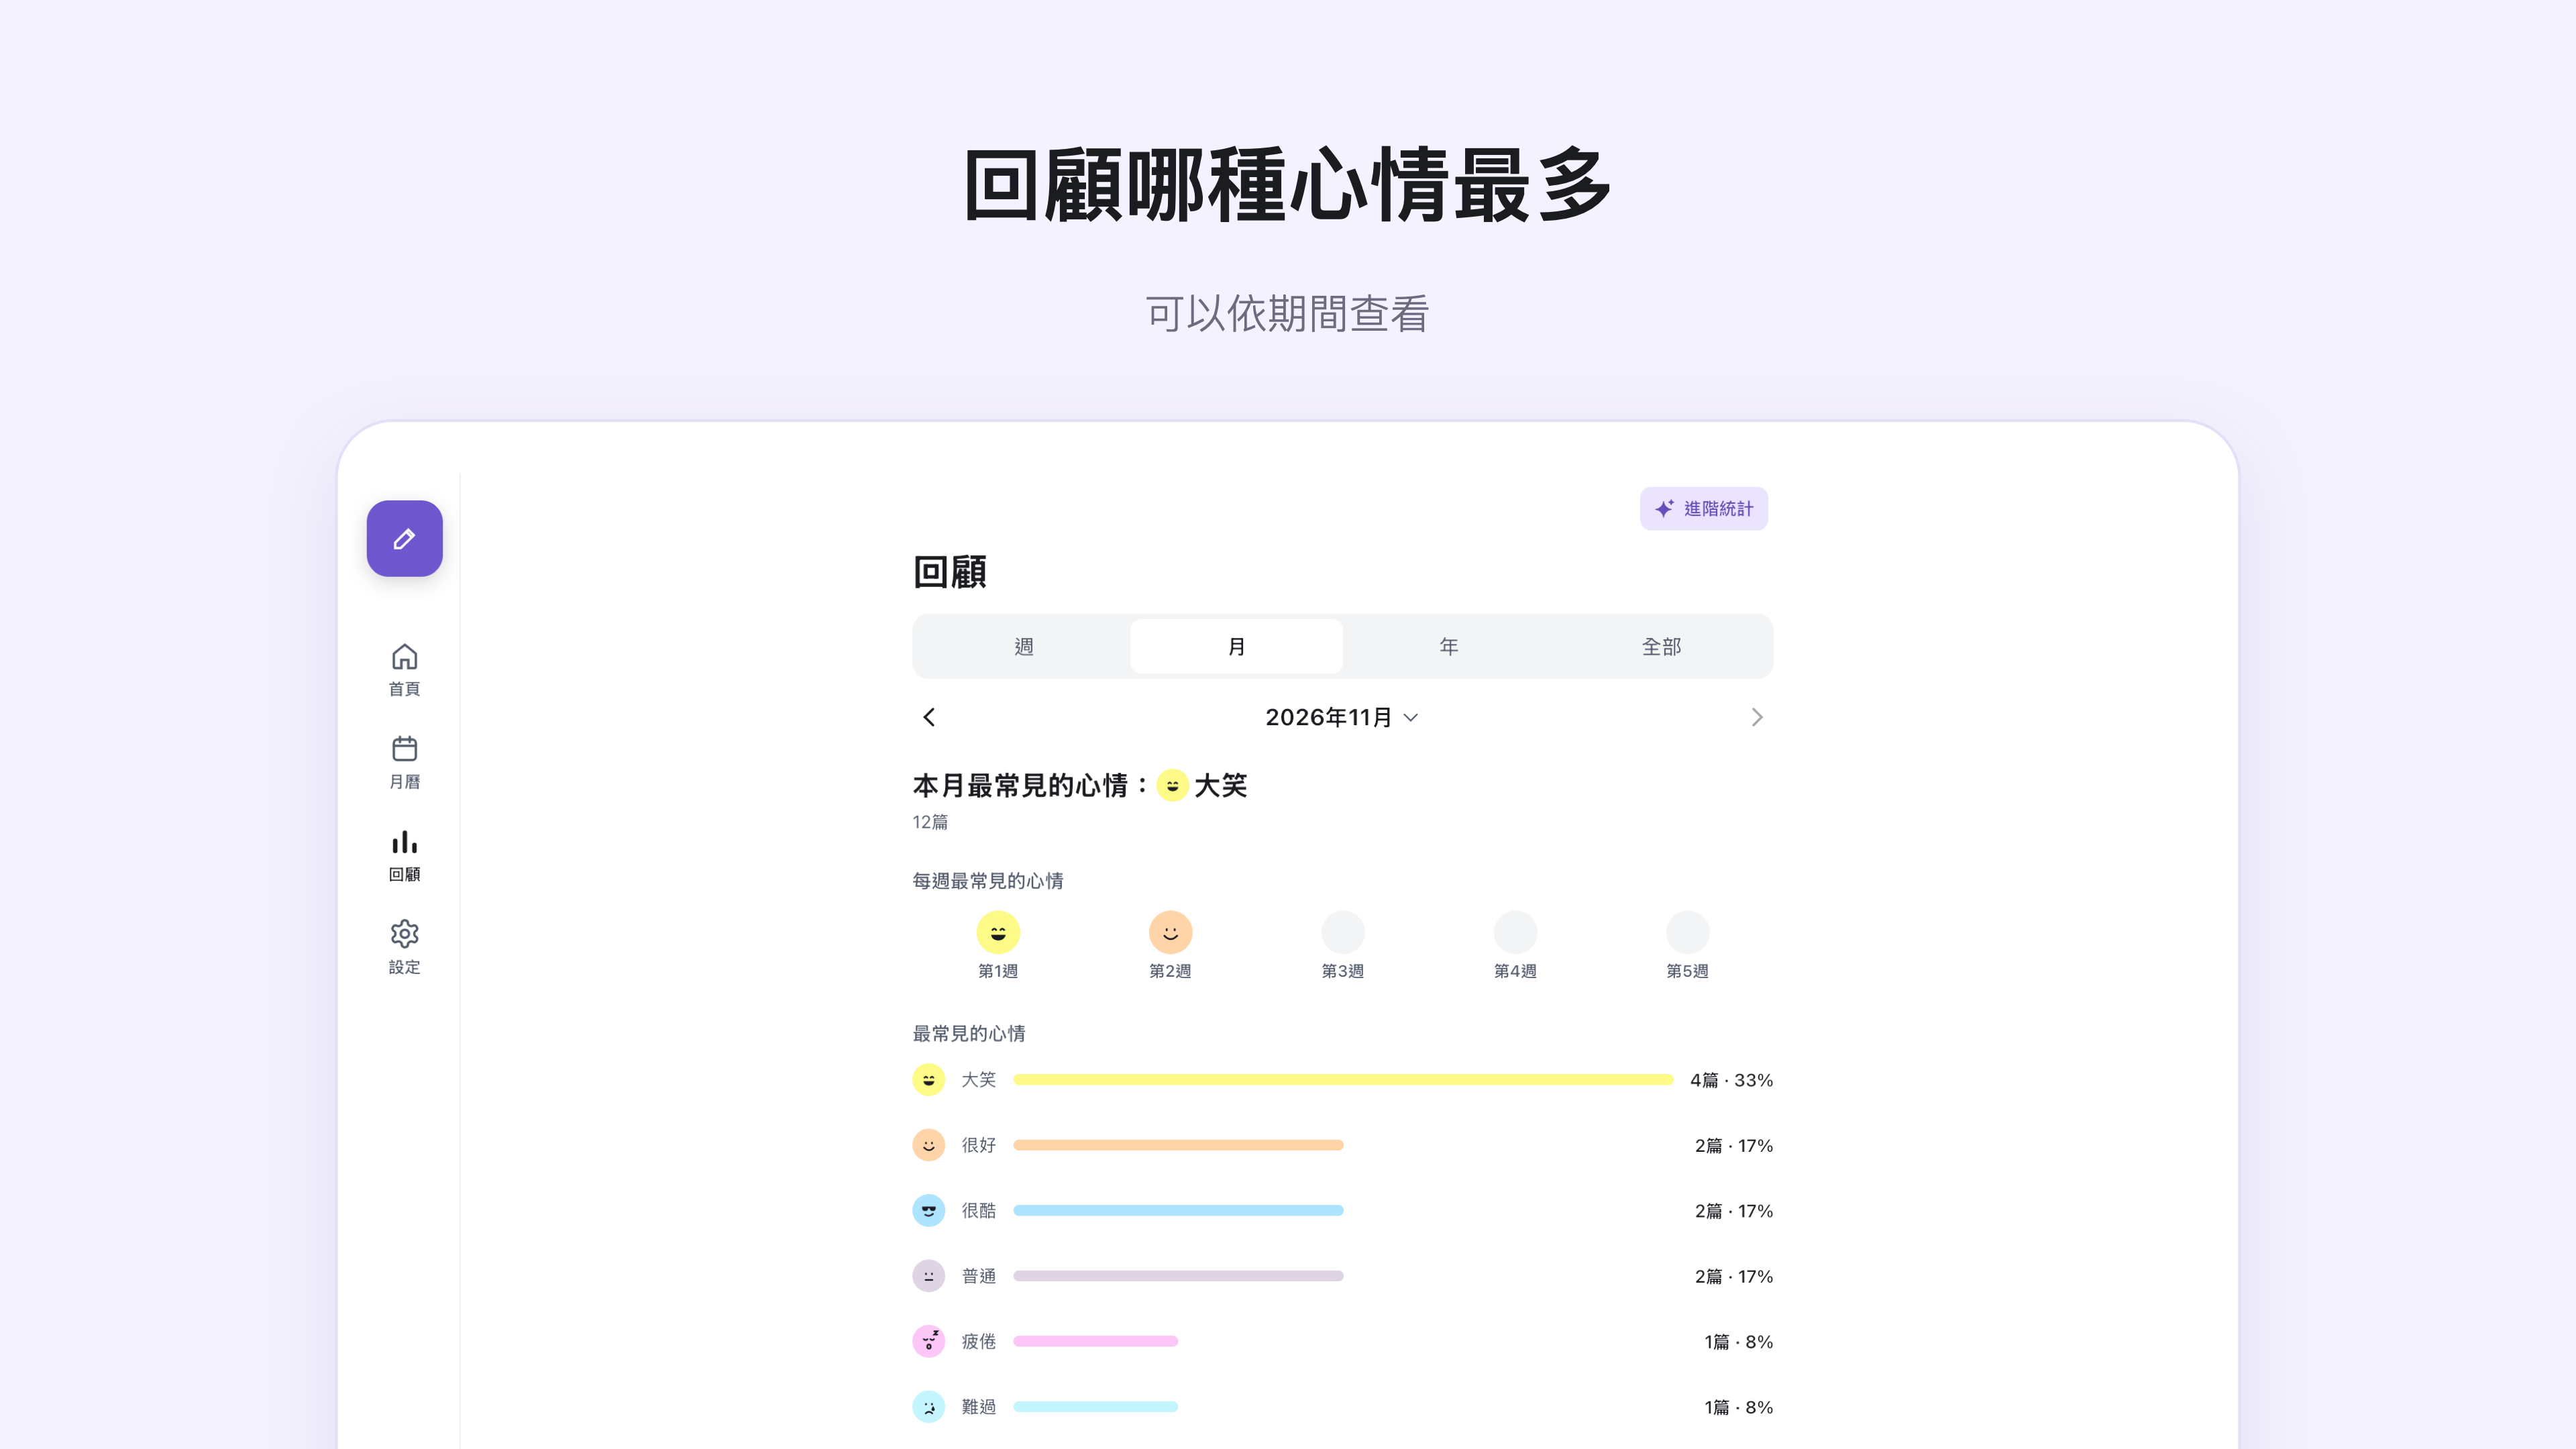 回顧哪種心情最多
可以依期間查看
進階統計
首頁
月曆
回顧
設定
回顧
週 月 年 全部
2026年11月
本月最常見的心情：大笑
12篇
每週最常見的心情
第1週 第2週 第3週 第4週 第5週
最常見的心情
大笑 4篇 · 33%
很好 2篇 · 17%
很酷 2篇 · 17%
普通 2篇 · 17%
疲倦 1篇 · 8%
難過 1篇 · 8%